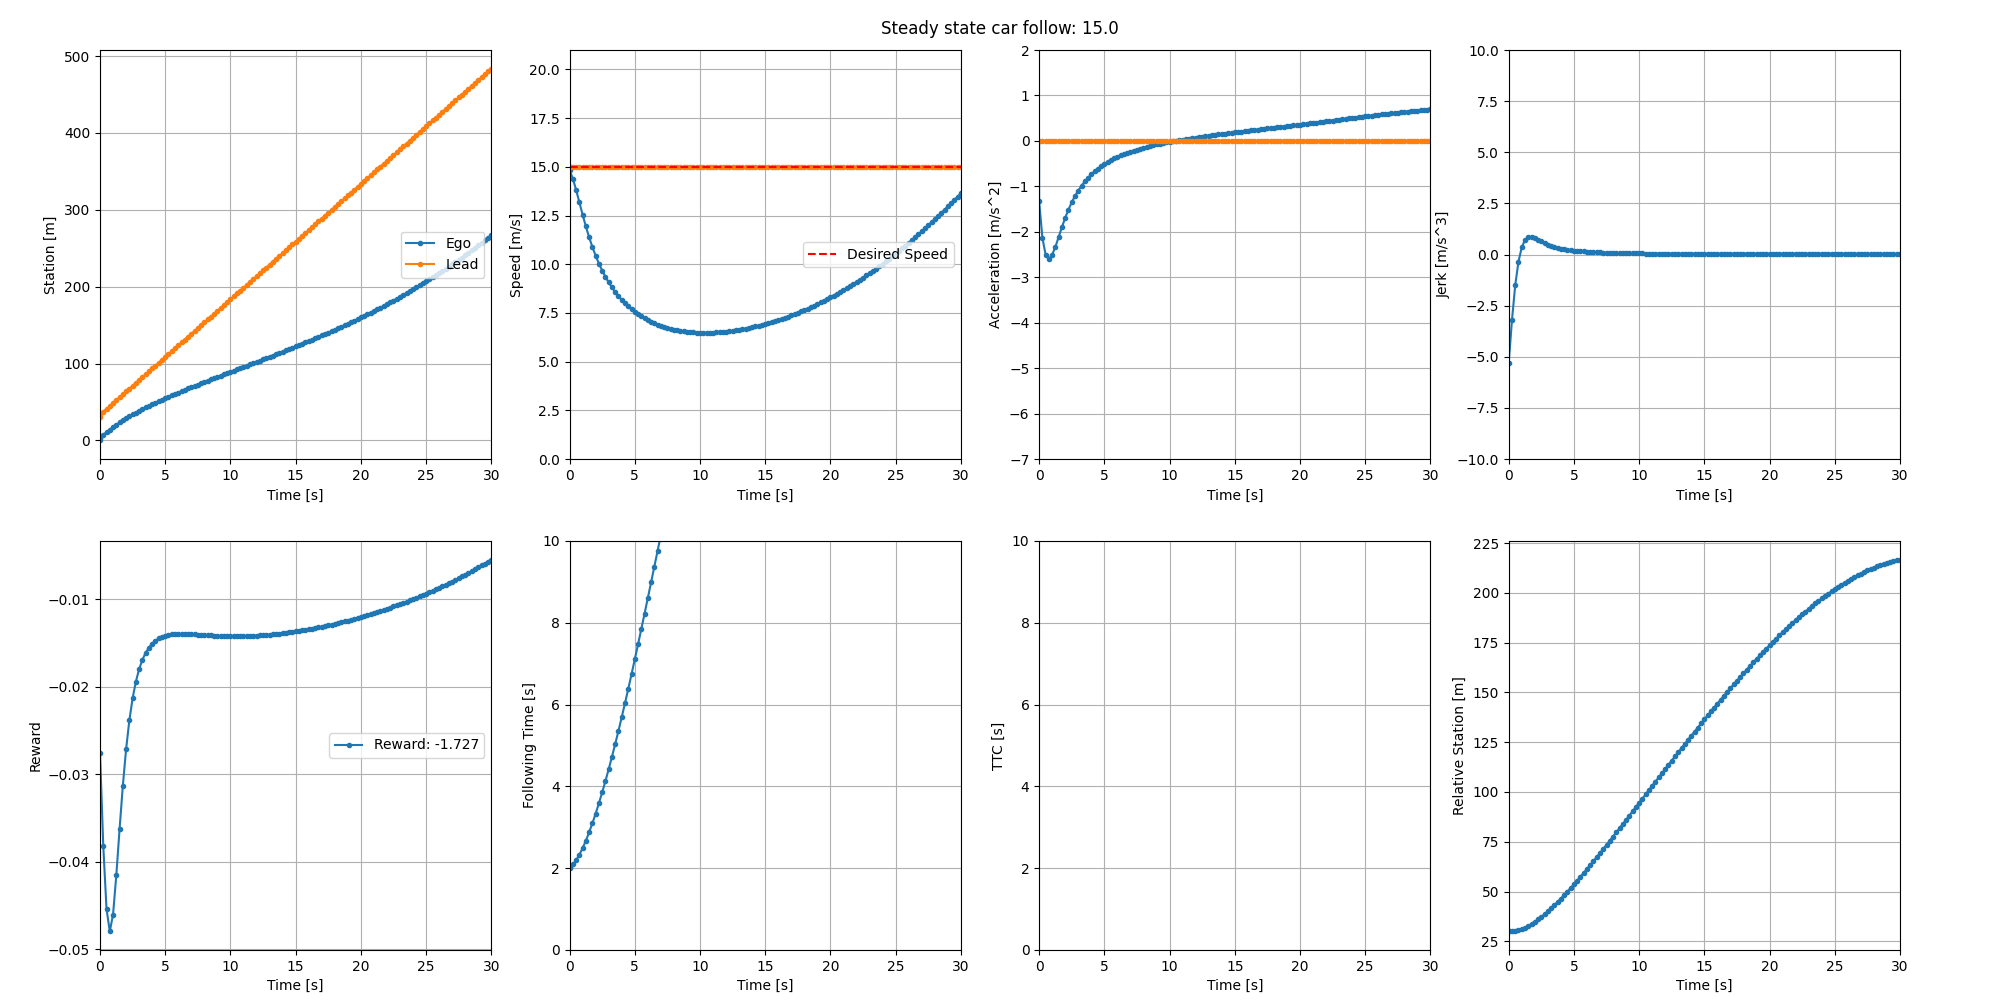 Steady state car follow: 15.0
500
400
300
200
100
0
Station [m]
Ego
Lead
0 5 10 15 20 25 30
Time [s]
20.0
17.5
15.0
12.5
10.0
7.5
5.0
2.5
0.0
Speed [m/s]
Desired Speed
0 5 10 15 20 25 30
Time [s]
2
1
0
−1
−2
−3
−4
−5
−6
−7
Acceleration [m/s^2]
0 5 10 15 20 25 30
Time [s]
10.0
7.5
5.0
2.5
0.0
−2.5
−5.0
−7.5
−10.0
Jerk [m/s^3]
0 5 10 15 20 25 30
Time [s]
−0.01
−0.02
−0.03
−0.04
−0.05
Reward
Reward: -1.727
0 5 10 15 20 25 30
Time [s]
10
8
6
4
2
0
Following Time [s]
0 5 10 15 20 25 30
Time [s]
10
8
6
4
2
0
TTC [s]
0 5 10 15 20 25 30
Time [s]
225
200
175
150
125
100
75
50
25
Relative Station [m]
0 5 10 15 20 25 30
Time [s]